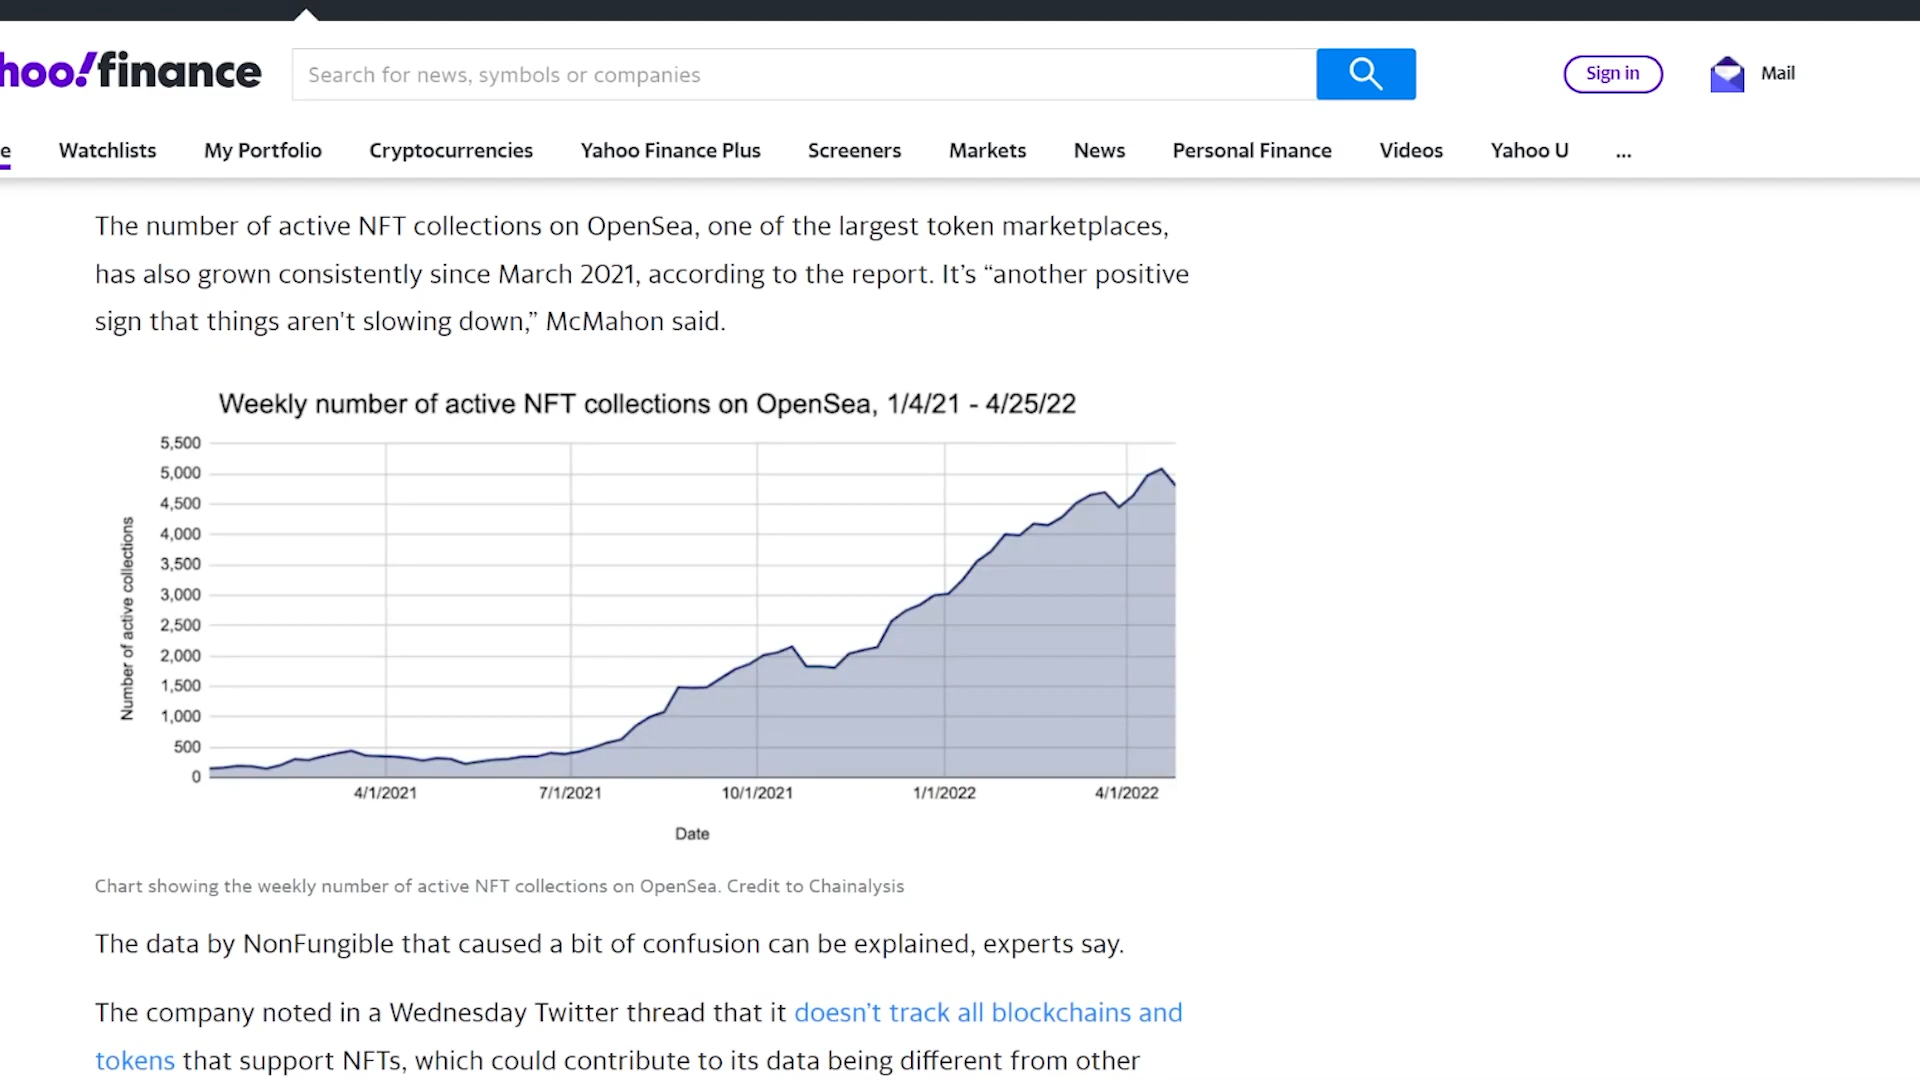 hoo!finance
Search for news, symbols or companies
Sign in
Mail
e Watchlists My Portfolio Cryptocurrencies Yahoo Finance Plus Screeners Markets News Personal Finance Videos Yahoo U ...
The number of active NFT collections on OpenSea, one of the largest token marketplaces,
has also grown consistently since March 2021, according to the report. It’s “another positive
sign that things aren't slowing down,” McMahon said.
Weekly number of active NFT collections on OpenSea, 1/4/21 - 4/25/22
Number of active collections
5,500
5,000
4,500
4,000
3,500
3,000
2,500
2,000
1,500
1,000
500
0
4/1/2021 7/1/2021 10/1/2021 1/1/2022 4/1/2022
Date
Chart showing the weekly number of active NFT collections on OpenSea. Credit to Chainalysis
The data by NonFungible that caused a bit of confusion can be explained, experts say.
The company noted in a Wednesday Twitter thread that it doesn’t track all blockchains and
tokens that support NFTs, which could contribute to its data being different from other